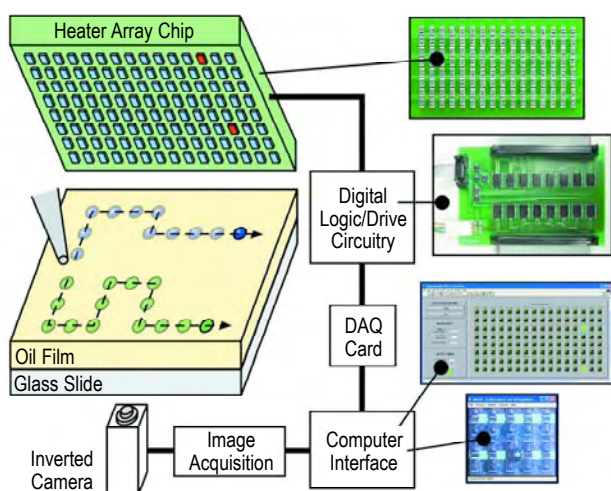 Heater Array Chip
Digital
Logic/Drive
Circuitry
DAQ
Card
Oil Film
Glass Slide
Inverted
Camera
Image
Acquisition
Computer
Interface